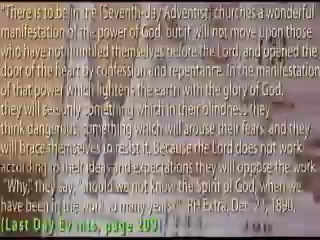 "There is to be in the [Seventh-day Adventist] churches a wonderful
manifestation of the power of God, but it will not move upon those
who have not humbled themselves before the Lord, and opened the
door of the heart by confession and repentance. In the manifestation
of that power which lightens the earth with the glory of God,
they will see only something which in their blindness they
think dangerous, something which will arouse their fears, and they
will brace themselves to resist it. Because the Lord does not work
according to their ideas and expectations they will oppose the work.
"Why," they say, "should we not know the Spirit of God, when we
have been in the work so many years?" RH Extra, Dec. 1890.
(Last Day Events, page 209)